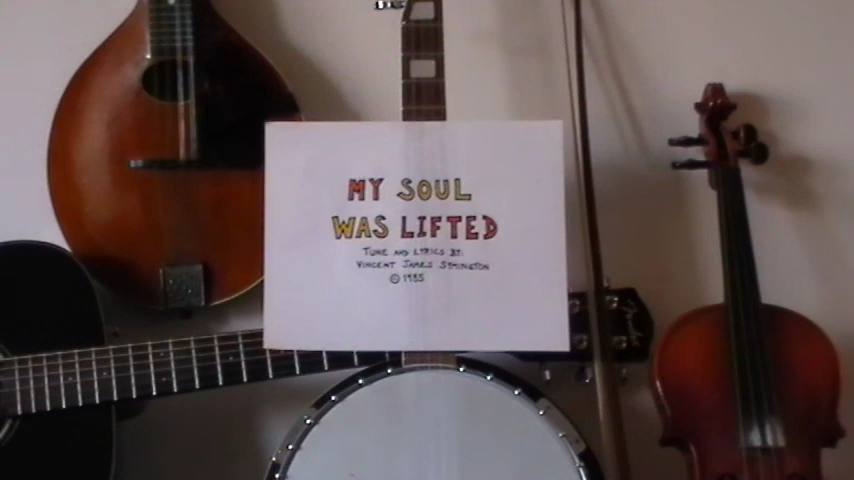 MY SOUL
WAS LIFTED
TUNE AND LYRICS BY:
VINCENT JAMES SYMINGTON
© 1985